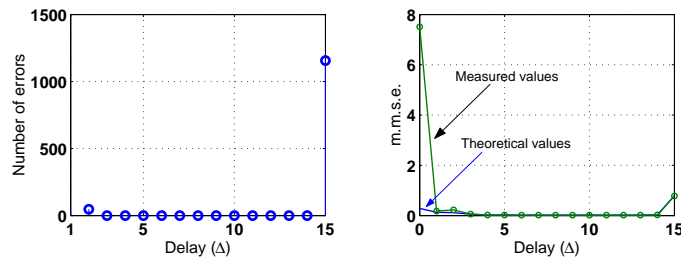 Number of errors
1500
1000
500
0
1
5
10
15
Delay (Δ)
m.m.s.e.
8
6
4
2
0
0
5
10
15
Delay (Δ)
Measured values
Theoretical values